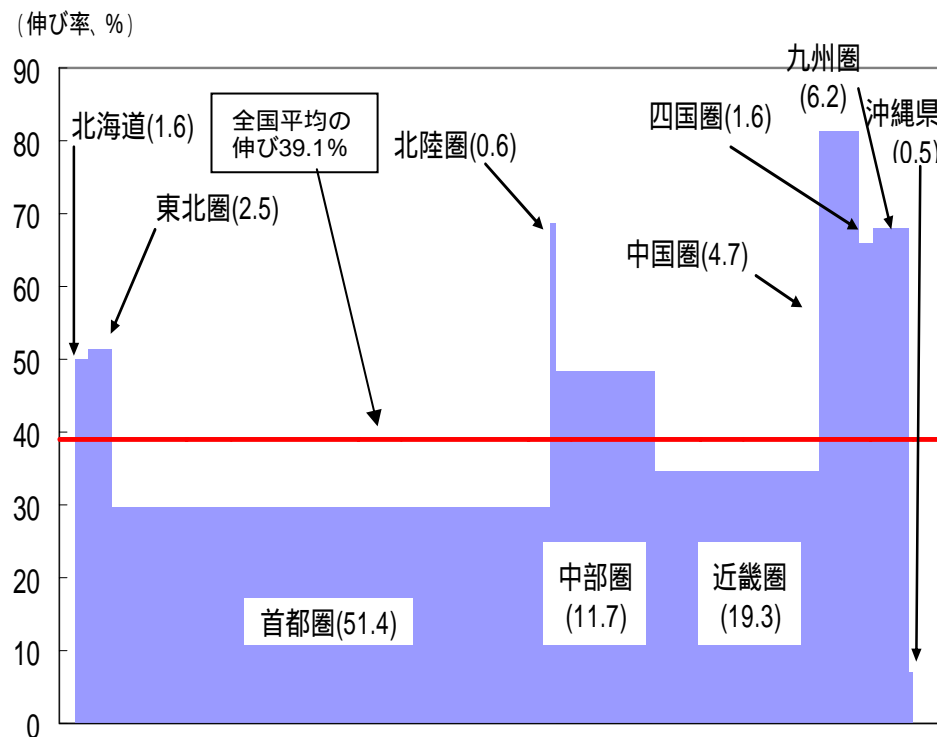 (伸び率、%)
90
80
70
60
50
40
30
20
10
0
北海道(1.6)
東北圏(2.5)
全国平均の
伸び39.1%
首都圏(51.4)
北陸圏(0.6)
中部圏
(11.7)
近畿圏
(19.3)
中国圏(4.7)
四国圏(1.6)
九州圏
(6.2)
沖縄県
(0.5)